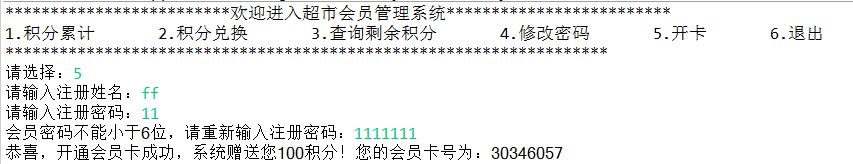 *************************欢迎进入超市会员管理系统*************************
1.积分累计 2.积分兑换 3.查询剩余积分 4.修改密码 5.开卡 6.退出
*******************************************************************
请选择：5
请输入注册姓名：ff
请输入注册密码：11
会员密码不能小于6位，请重新输入注册密码：1111111
恭喜，开通会员卡成功，系统赠送您100积分！您的会员卡号为：30346057